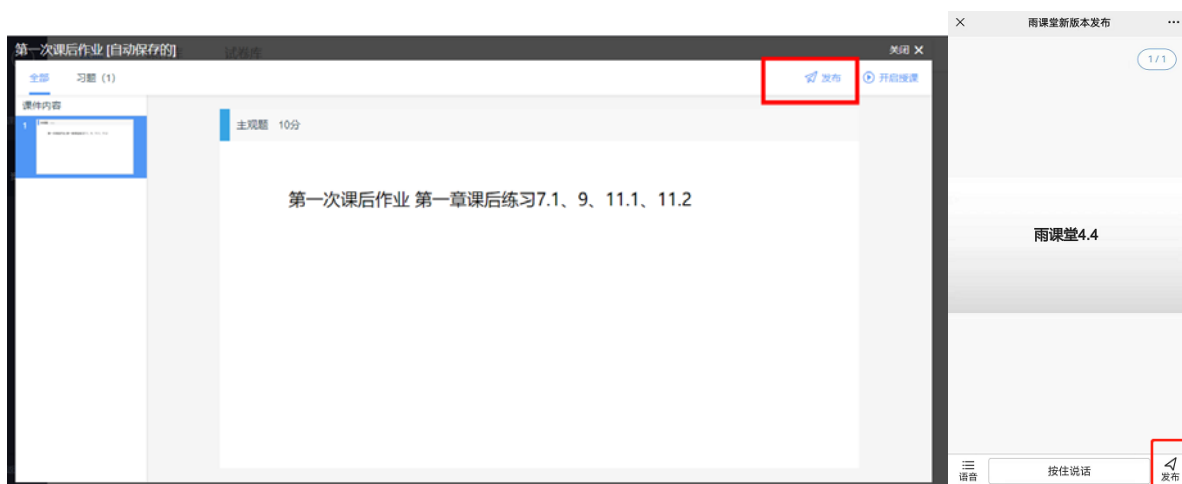 第一次课后作业 [自动保存的]
试卷库
关闭 ✕
全部 习题（1）
发布
开启授课
课件内容
1
主观题 10分
第一次课后作业 第一章课后练习7.1、9、11.1、11.2
雨课堂新版本发布
1/1
雨课堂4.4
语音
按住说话
发布